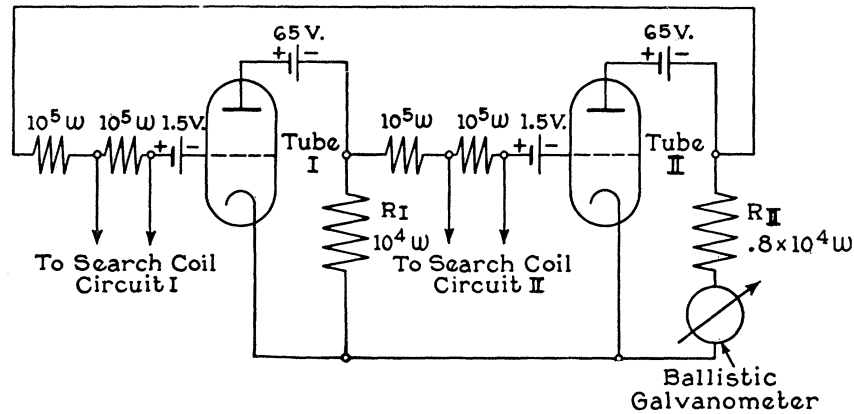 65V.
+ -
65V.
+ -
10⁵ω
10⁵ω
1.5V.
+ -
Tube
I
10⁵ω
10⁵ω
1.5V.
+ -
Tube
II
RI
10⁴ω
RII
.8×10⁴ω
To Search Coil
Circuit I
To Search Coil
Circuit II
Ballistic
Galvanometer